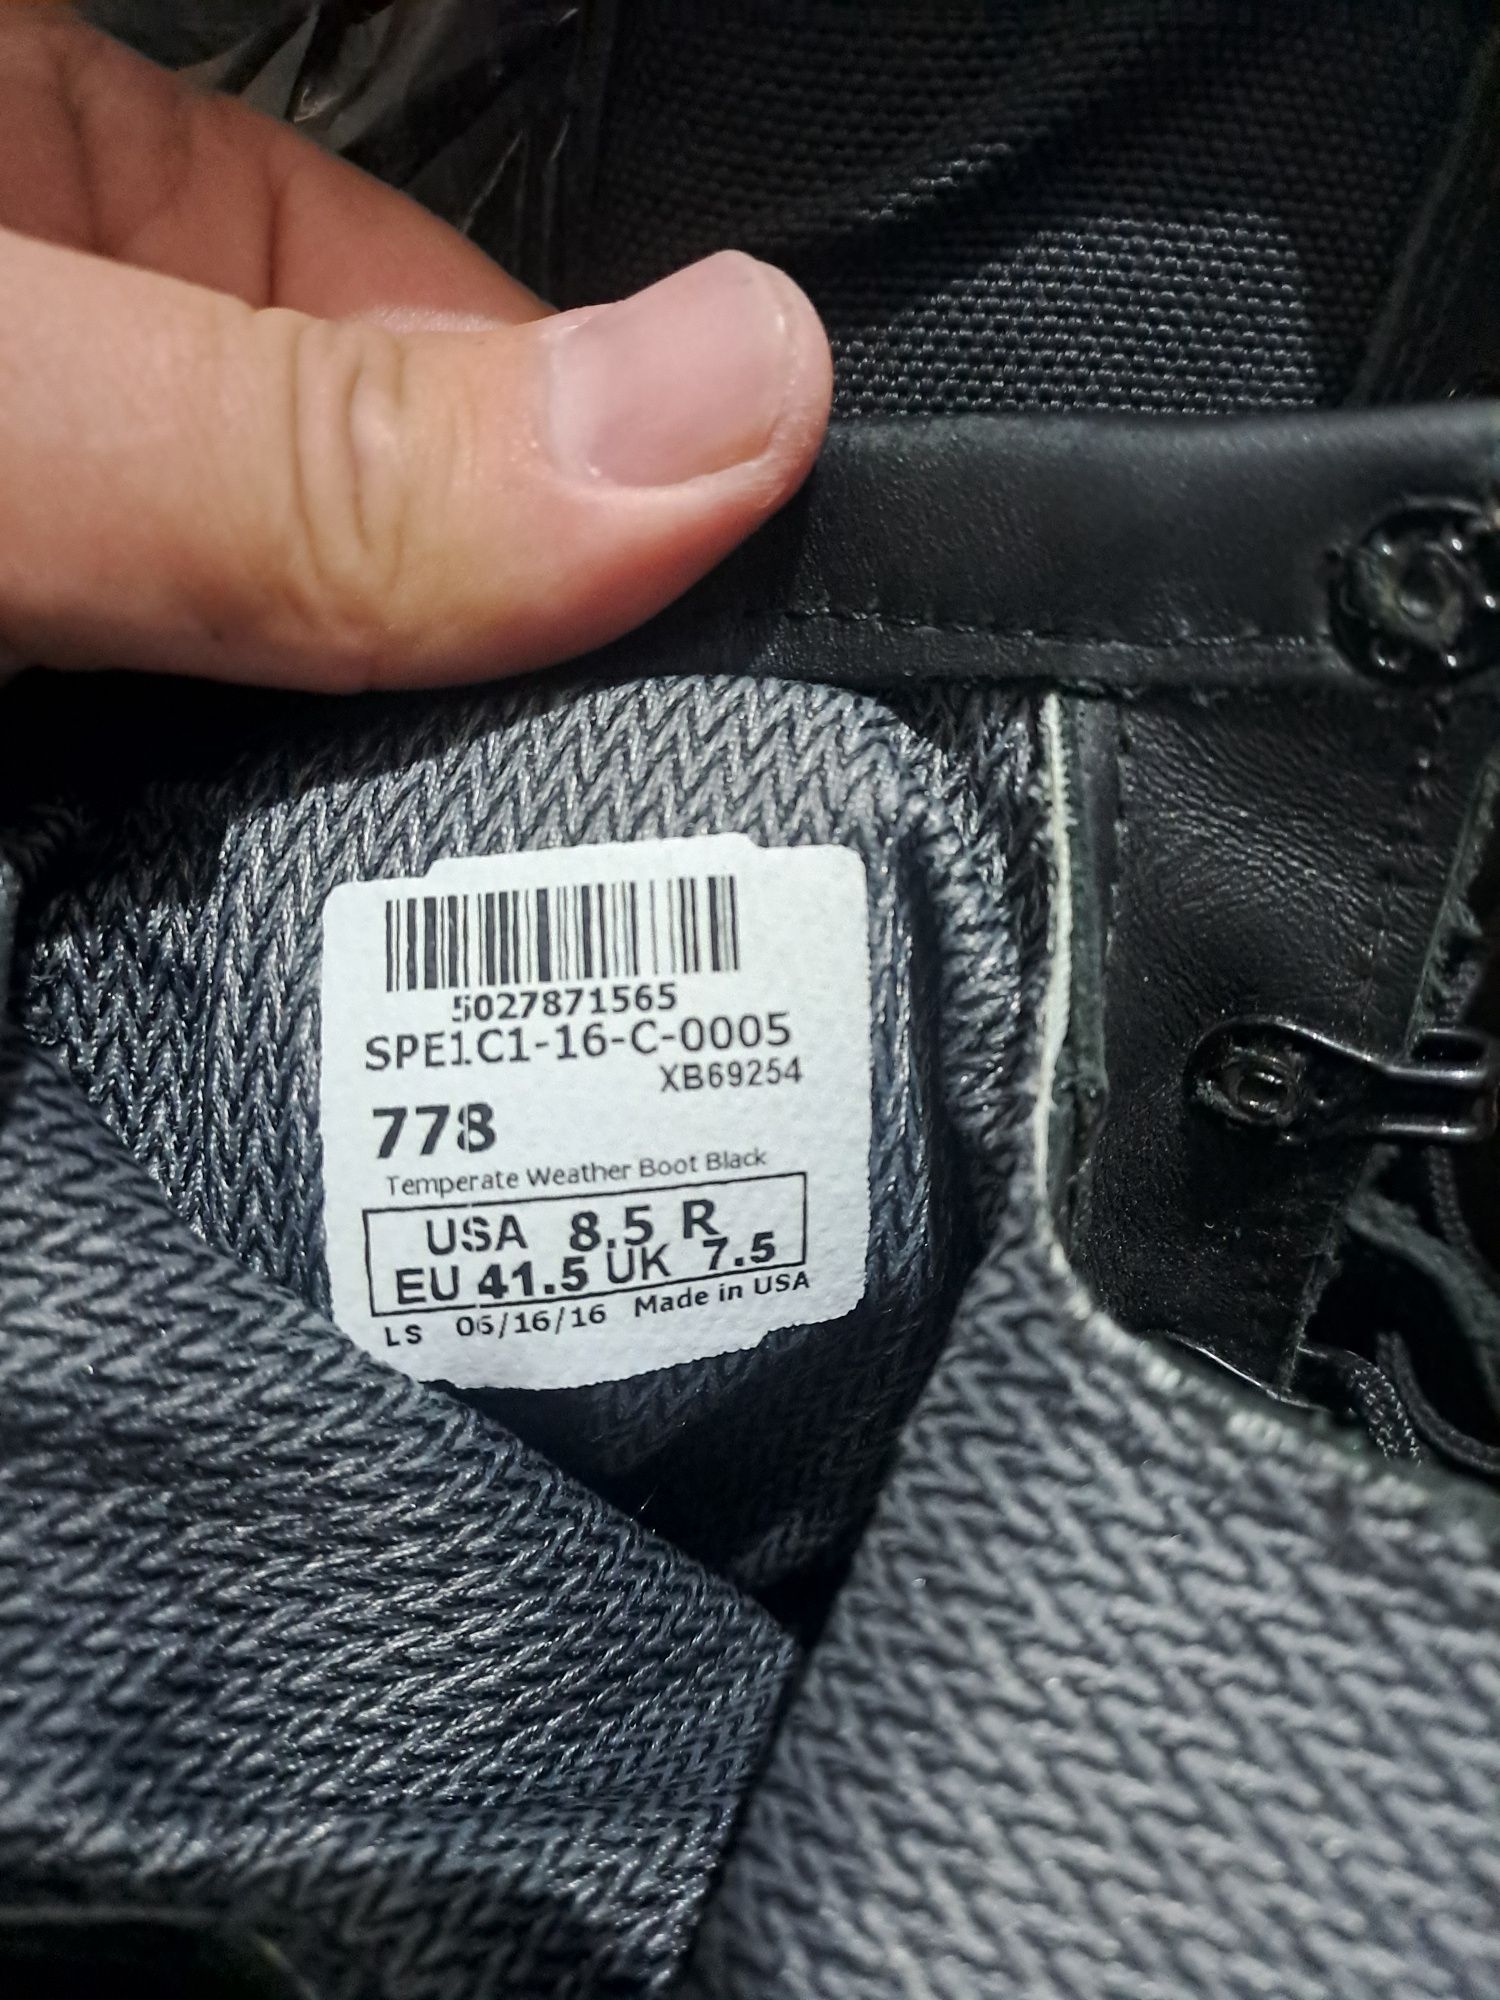 5027871565
SPE1C1-16-C-0005
XB69254
778
Temperate Weather Boot Black
USA 8.5 R
EU 41.5 UK 7.5
LS 06/16/16 Made in USA